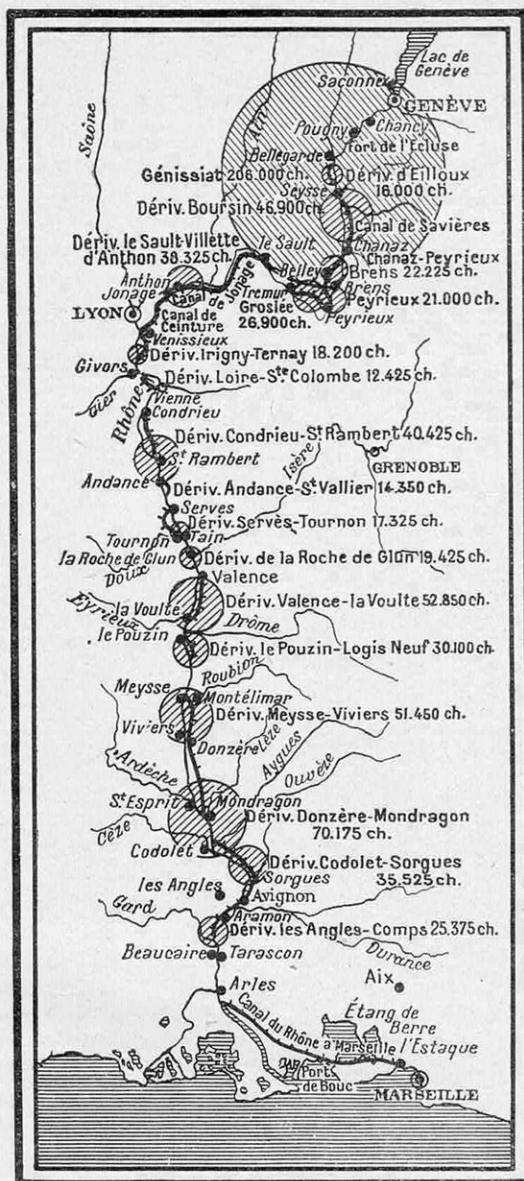 Lac de
Genève
Saçonnex
GENÈVE
Saône
Ain
Pougny
Chancy
Fort de l'Ecluse
Bellegarde
Génissiat 206.000 ch.
Dériv. d'Eilloux
16.000 ch.
Seysse
Dériv. Boursin 46.900 ch.
Canal de Savières
Chanaz
Dériv. le Sault-Villette
d'Anthon 38.325 ch.
le Sault
Chanaz-Peyrieux
Belley
Brens 22.225 ch.
Brens
Anthon
Jonage
Canal de Jonage
Tremur
Groslée
26.900 ch.
Peyrieux 21.000 ch.
Peyrieux
LYON
Canal de
Ceinture
Venissieux
Dériv. Irigny-Ternay 18.200 ch.
Givors
Dériv. Loire-Ste Colombe 12.425 ch.
Gier
Rhône
Vienne
Condrieu
Dériv. Condrieu-St Rambert 40.425 ch.
St Rambert
Isère
GRENOBLE
Andance
Dériv. Andance-St Vallier 14.350 ch.
Serves
Dériv. Servès-Tournon 17.325 ch.
Tournon
Tain
la Roche de Glun
Dériv. de la Roche de Glun 19.425 ch.
Doux
Valence
Eyrieux
la Voulte
Dériv. Valence-la Voulte 52.850 ch.
Drôme
le Pouzin
Dériv. le Pouzin-Logis Neuf 30.100 ch.
Roubion
Meysse
Montélimar
Dériv. Meysse-Viviers 51.450 ch.
Viviers
Donzère
Lèze
Aygues
Ouvèze
Ardèche
St Esprit
Mondragon
Dériv. Donzère-Mondragon
70.175 ch.
Cèze
Codolet
Dériv. Codolet-Sorgues
35.525 ch.
Sorgues
les Angles
Avignon
Gard
Aramon
Dériv. les Angles-Comps 25.375 ch.
Beaucaire
Tarascon
Durance
Aix
Arles
Canal du Rhône à Marseille
Étang de
Berre
l'Estaque
Ports
de Bouc
MARSEILLE